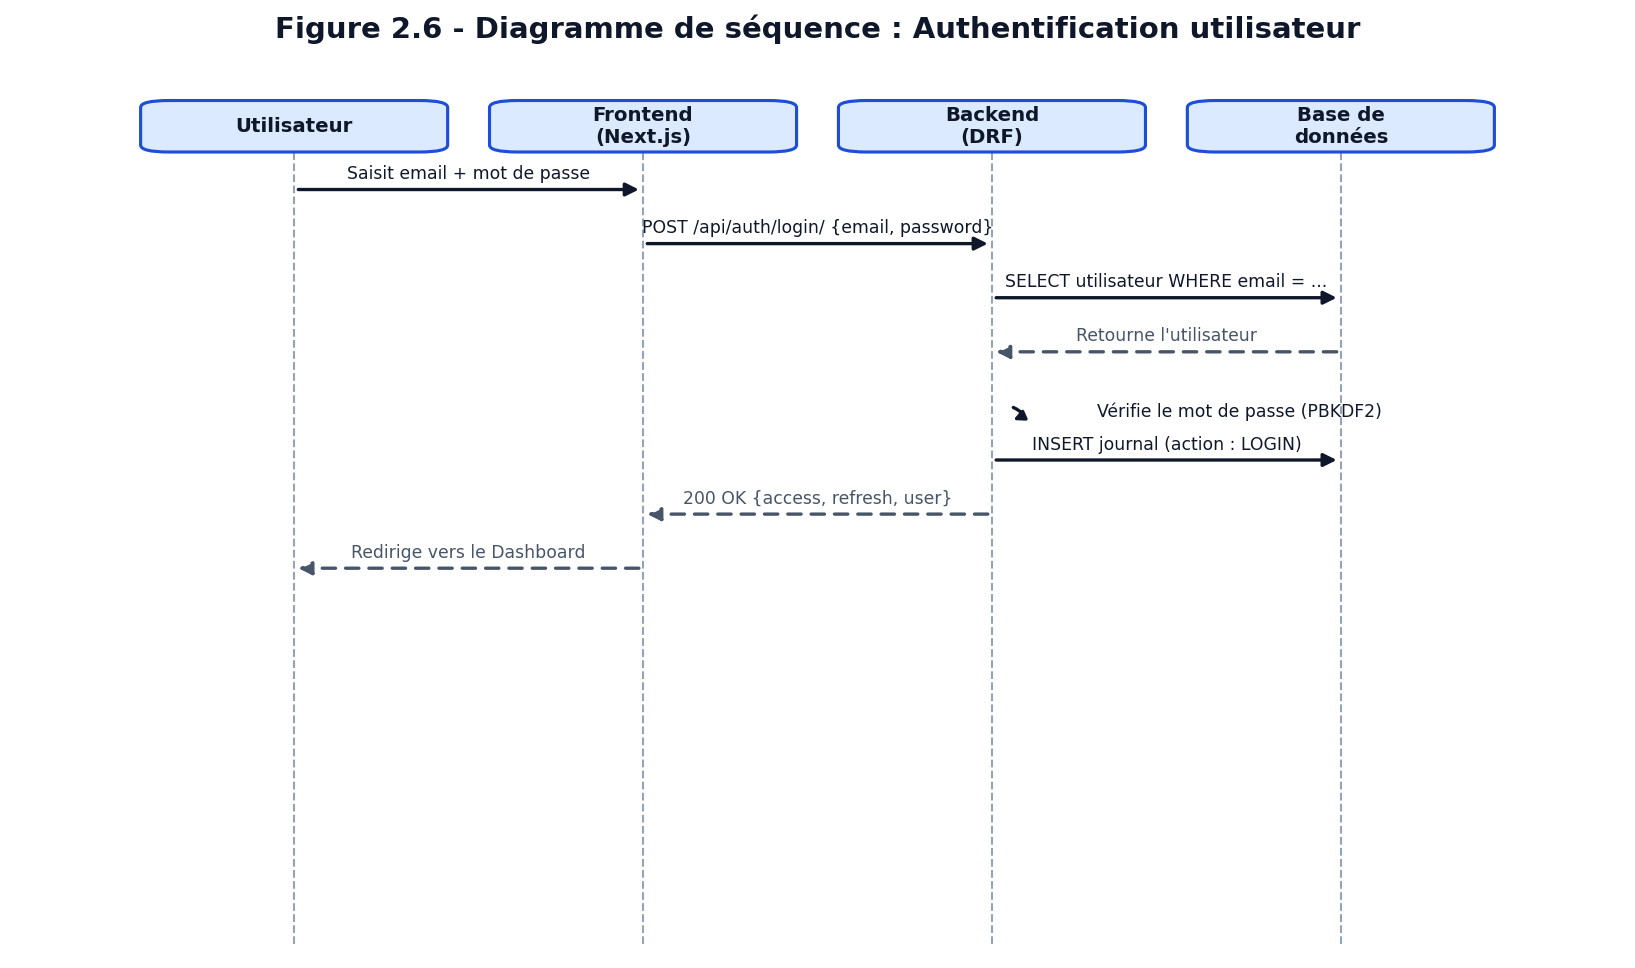 Figure 2.6 - Diagramme de séquence : Authentification utilisateur
Utilisateur
Frontend
(Next.js)
Backend
(DRF)
Base de
données
Saisit email + mot de passe
POST /api/auth/login/ {email, password}
SELECT utilisateur WHERE email = ...
Retourne l'utilisateur
Vérifie le mot de passe (PBKDF2)
INSERT journal (action : LOGIN)
200 OK {access, refresh, user}
Redirige vers le Dashboard